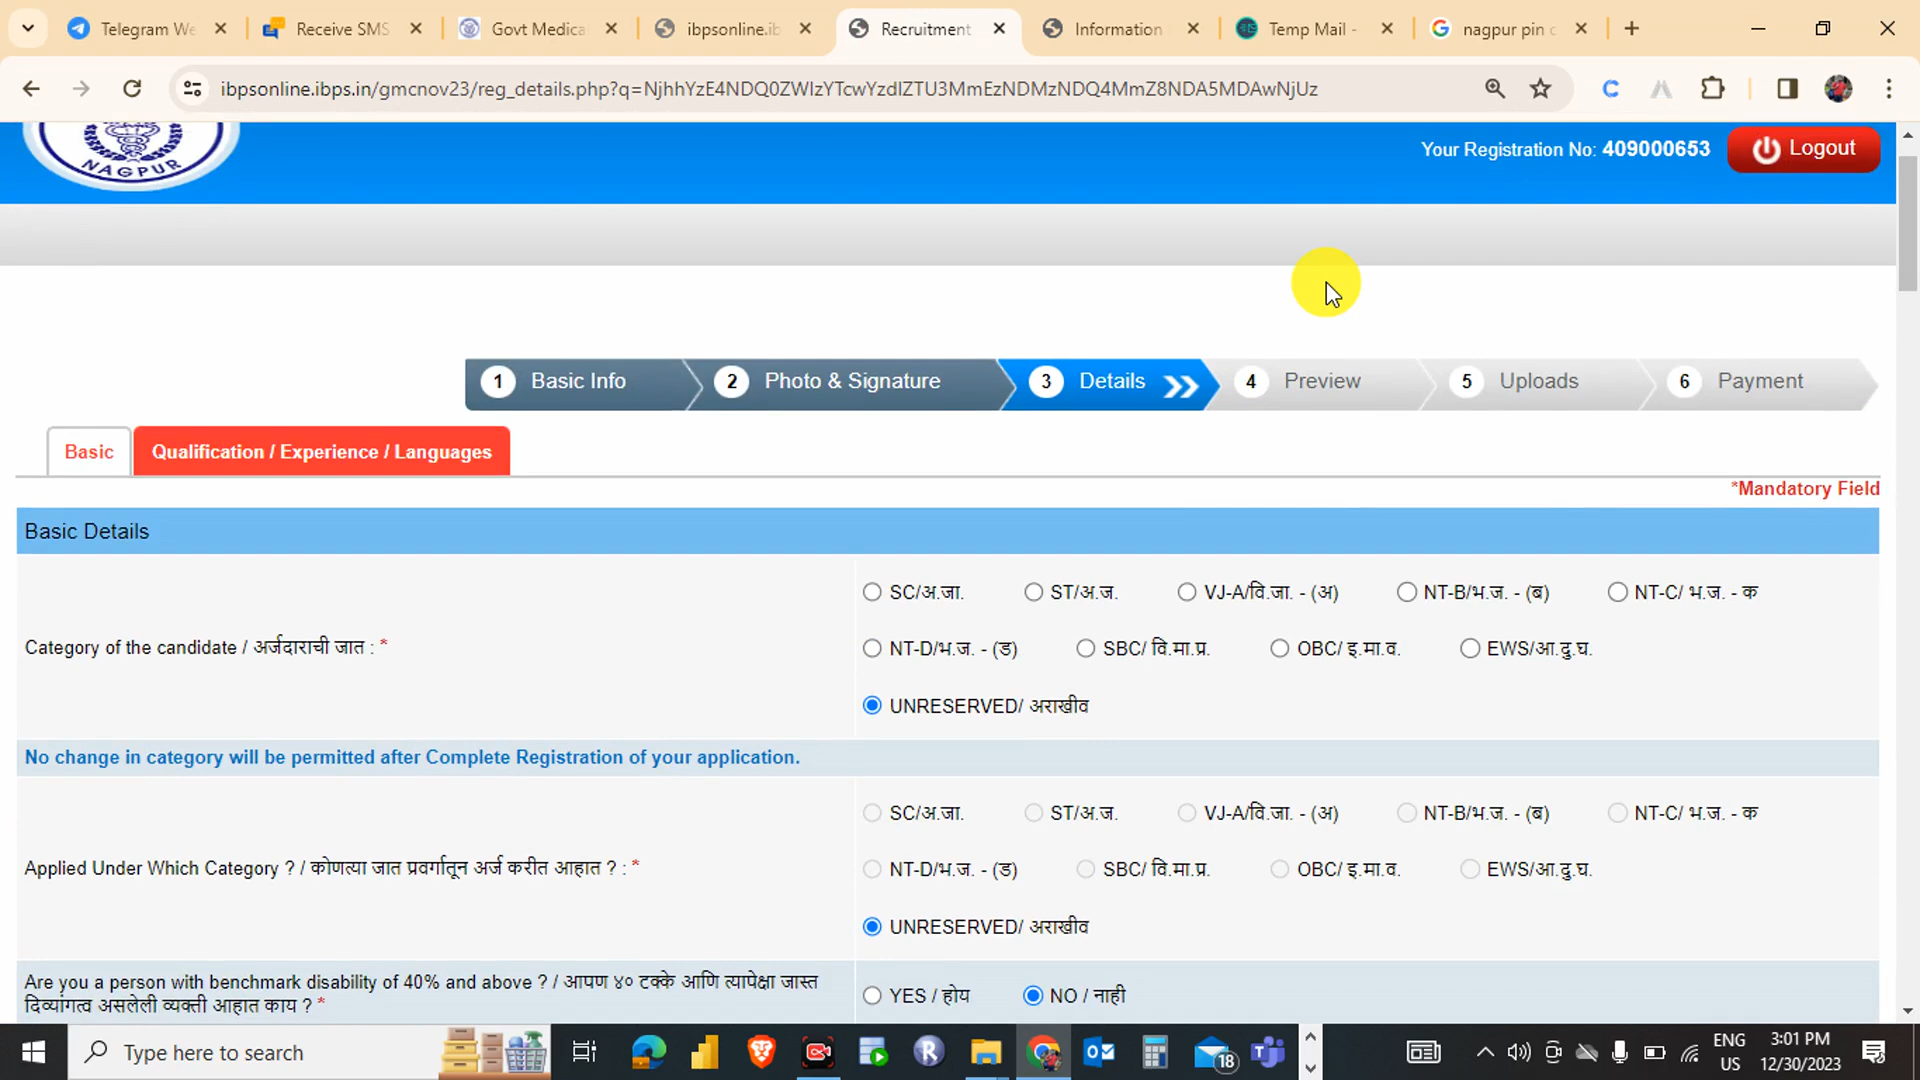 Telegram We
Receive SMS
Govt Medica
ibpsonline.ib
Recruitment
Information
Temp Mail -
nagpur pin c
ibpsonline.ibps.in/gmcnov23/reg_details.php?q=NjhhYzE4NDQ0ZWIzYTcwYzdlZTU3MmEzNDMzNDQ4MmZ8NDA5MDAwNjUz
NAGPUR
Your Registration No: 409000653
Logout
1 Basic Info
2 Photo & Signature
3 Details
4 Preview
5 Uploads
6 Payment
Basic
Qualification / Experience / Languages
*Mandatory Field
Basic Details
Category of the candidate / अर्जदाराची जात : *
SC/अ.जा. ST/अ.ज. VJ-A/वि.जा. - (अ) NT-B/भ.ज. - (ब) NT-C/ भ.ज. - क
NT-D/भ.ज. - (ड) SBC/ वि.मा.प्र. OBC/ इ.मा.व. EWS/आ.दु.घ.
UNRESERVED/ अराखीव
No change in category will be permitted after Complete Registration of your application.
Applied Under Which Category ? / कोणत्या जात प्रवर्गातून अर्ज करीत आहात ? : *
SC/अ.जा. ST/अ.ज. VJ-A/वि.जा. - (अ) NT-B/भ.ज. - (ब) NT-C/ भ.ज. - क
NT-D/भ.ज. - (ड) SBC/ वि.मा.प्र. OBC/ इ.मा.व. EWS/आ.दु.घ.
UNRESERVED/ अराखीव
Are you a person with benchmark disability of 40% and above ? / आपण ४० टक्के आणि त्यापेक्षा जास्त
दिव्यांगत्व असलेली व्यक्ती आहात काय ? *
YES / होय NO / नाही
Type here to search
18
ENG
US
3:01 PM
12/30/2023